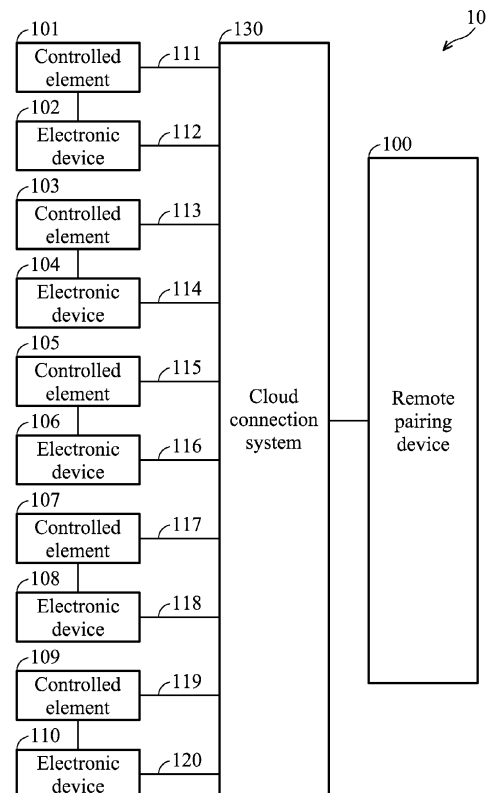 10
101
Controlled
element
111
130
102
Electronic
device
112
100
103
Controlled
element
113
104
Electronic
device
114
105
Controlled
element
115
Cloud
connection
system
Remote
pairing
device
106
Electronic
device
116
107
Controlled
element
117
108
Electronic
device
118
109
Controlled
element
119
110
Electronic
device
120